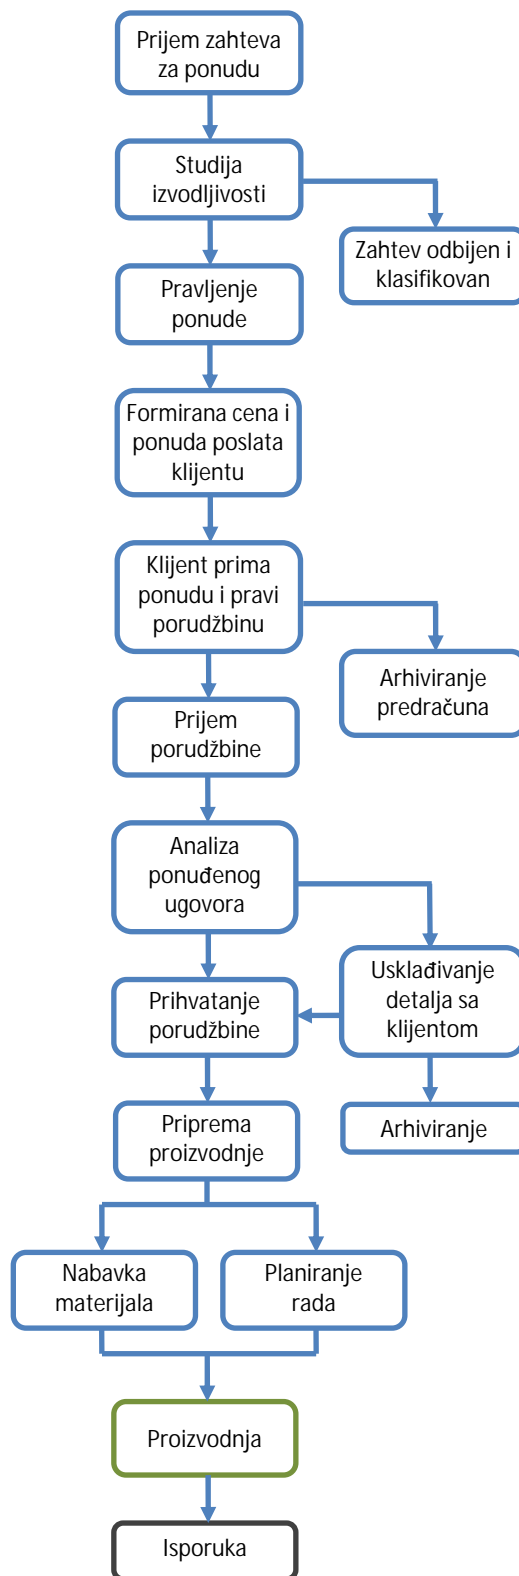 Prijem zahteva
za ponudu
Studija
izvodljivosti
Zahtev odbijen i
klasifikovan
Pravljenje
ponude
Formirana cena i
ponuda poslata
klijentu
Klijent prima
ponudu i pravi
porudžbinu
Arhiviranje
predračuna
Prijem
porudžbine
Analiza
ponuđenog
ugovora
Usklađivanje
detalja sa
klijentom
Prihvatanje
porudžbine
Arhiviranje
Priprema
proizvodnje
Nabavka
materijala
Planiranje
rada
Proizvodnja
Isporuka